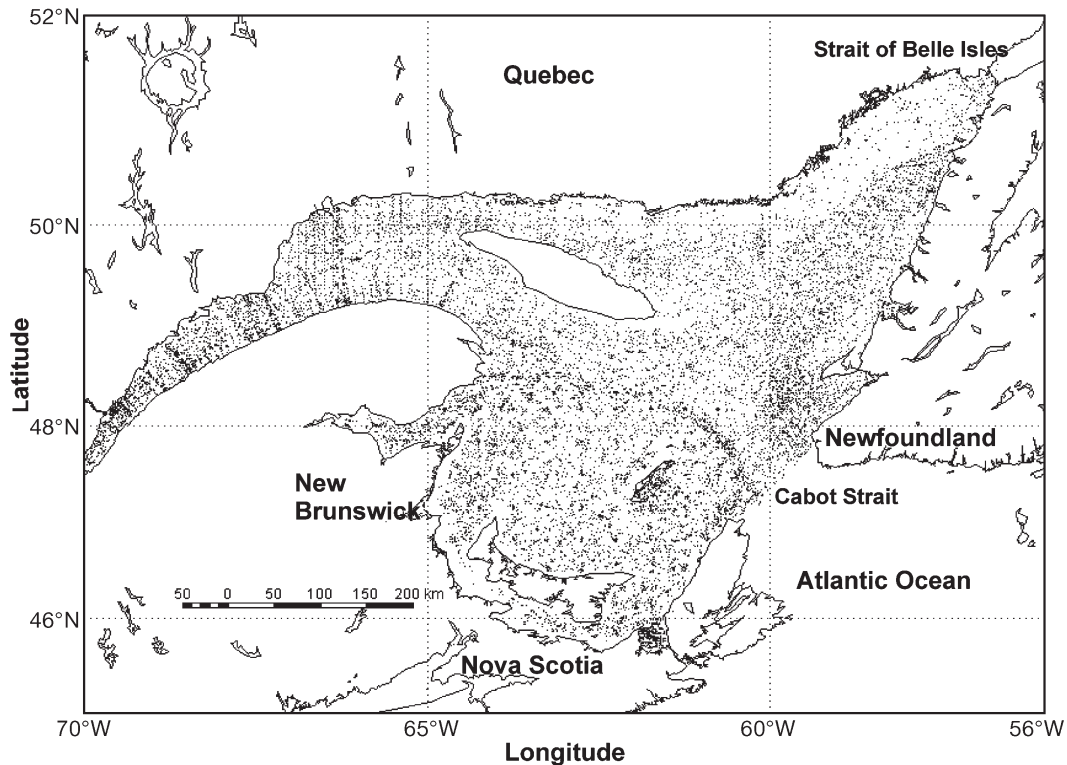 52°N
Strait of Belle Isles
Quebec
50°N
Latitude
48°N
Newfoundland
New
Brunswick
Cabot Strait
Atlantic Ocean
50 0 50 100 150 200 km
46°N
Nova Scotia
70°W 65°W 60°W 56°W
Longitude